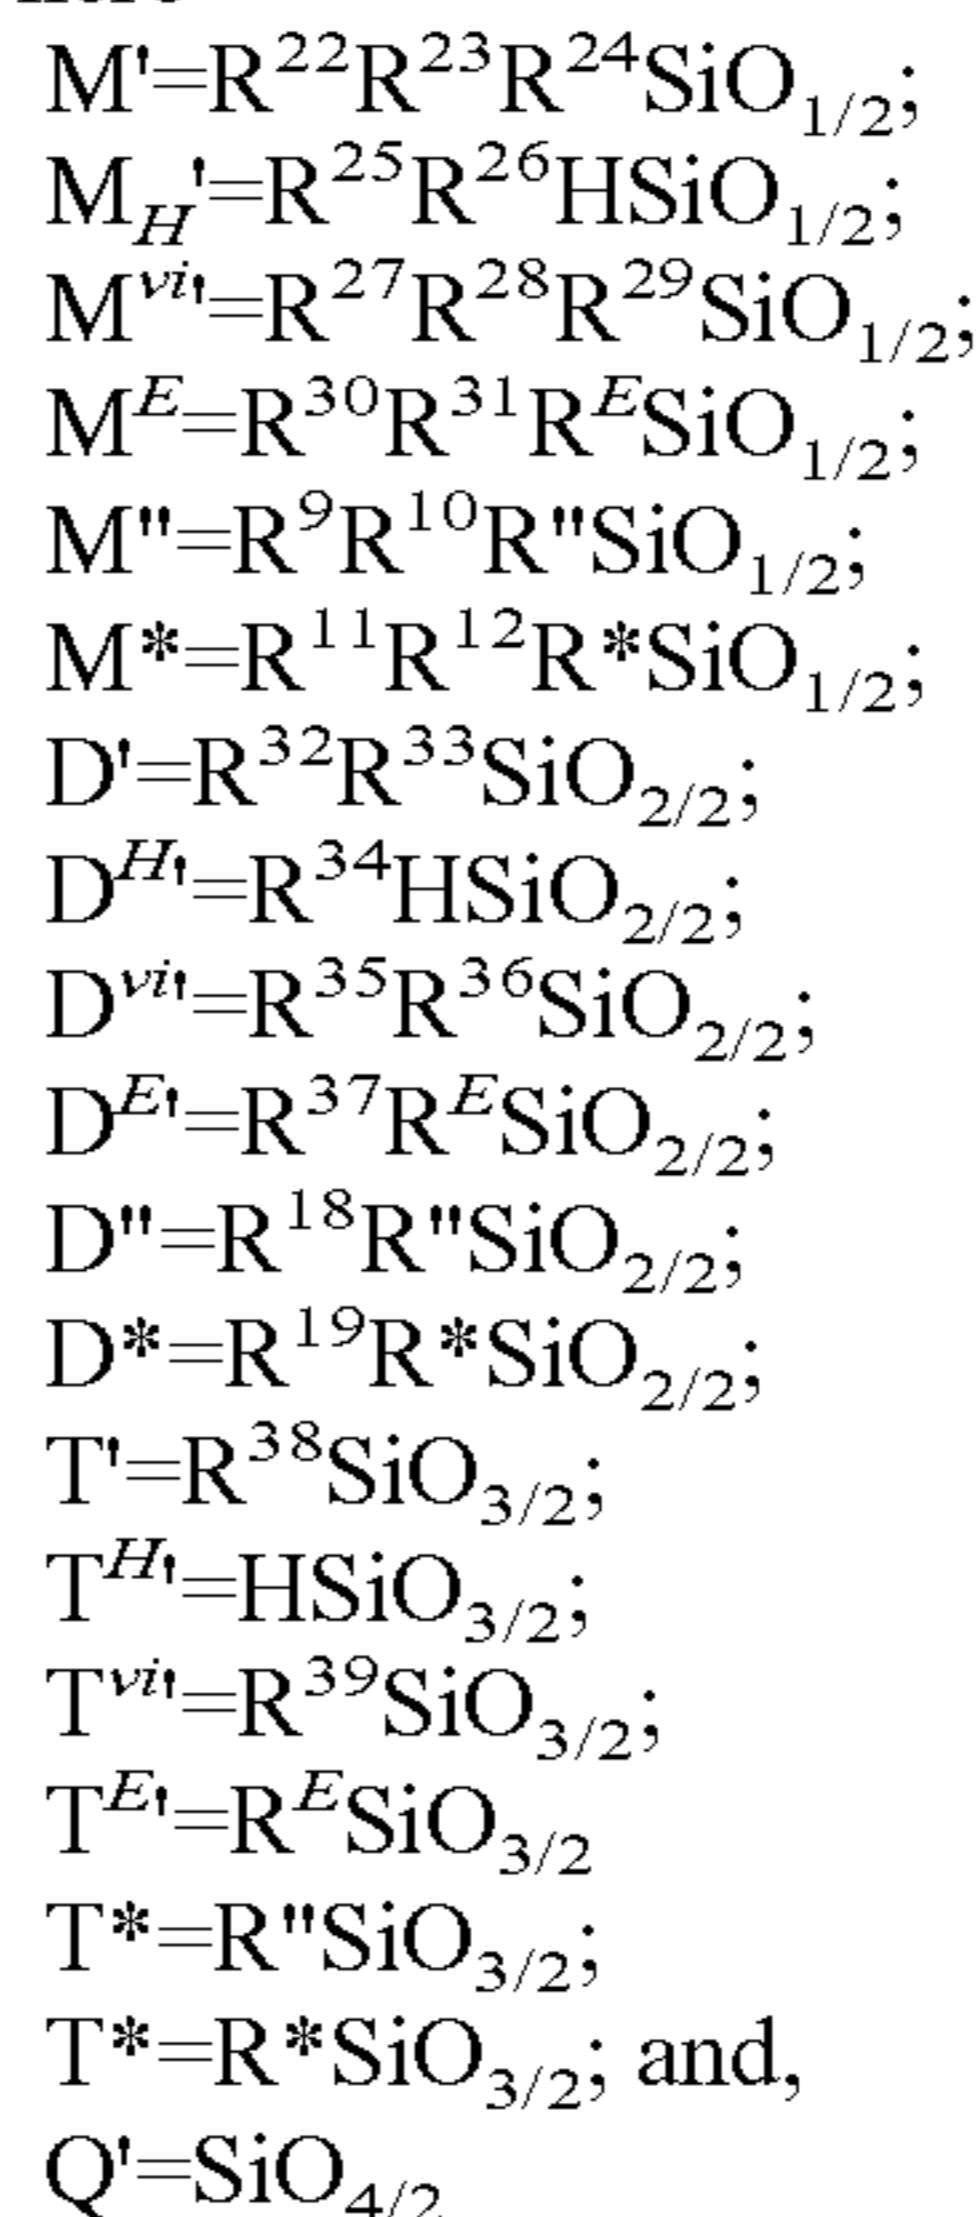 M'=R²²R²³R²⁴SiO₁/₂;
M_H'=R²⁵R²⁶HSiO₁/₂;
M^vi'=R²⁷R²⁸R²⁹SiO₁/₂;
M^E=R³⁰R³¹R^ESiO₁/₂;
M"=R⁹R¹⁰R"SiO₁/₂;
M*=R¹¹R¹²R*SiO₁/₂;
D'=R³²R³³SiO₂/₂;
D^H'=R³⁴HSiO₂/₂;
D^vi'=R³⁵R³⁶SiO₂/₂;
D^E'=R³⁷R^ESiO₂/₂;
D"=R¹⁸R"SiO₂/₂;
D*=R¹⁹R*SiO₂/₂;
T'=R³⁸SiO₃/₂;
T^H'=HSiO₃/₂;
T^vi'=R³⁹SiO₃/₂;
T^E'=R^ESiO₃/₂
T*=R"SiO₃/₂;
T*=R*SiO₃/₂; and,
Q'=SiO₄/₂